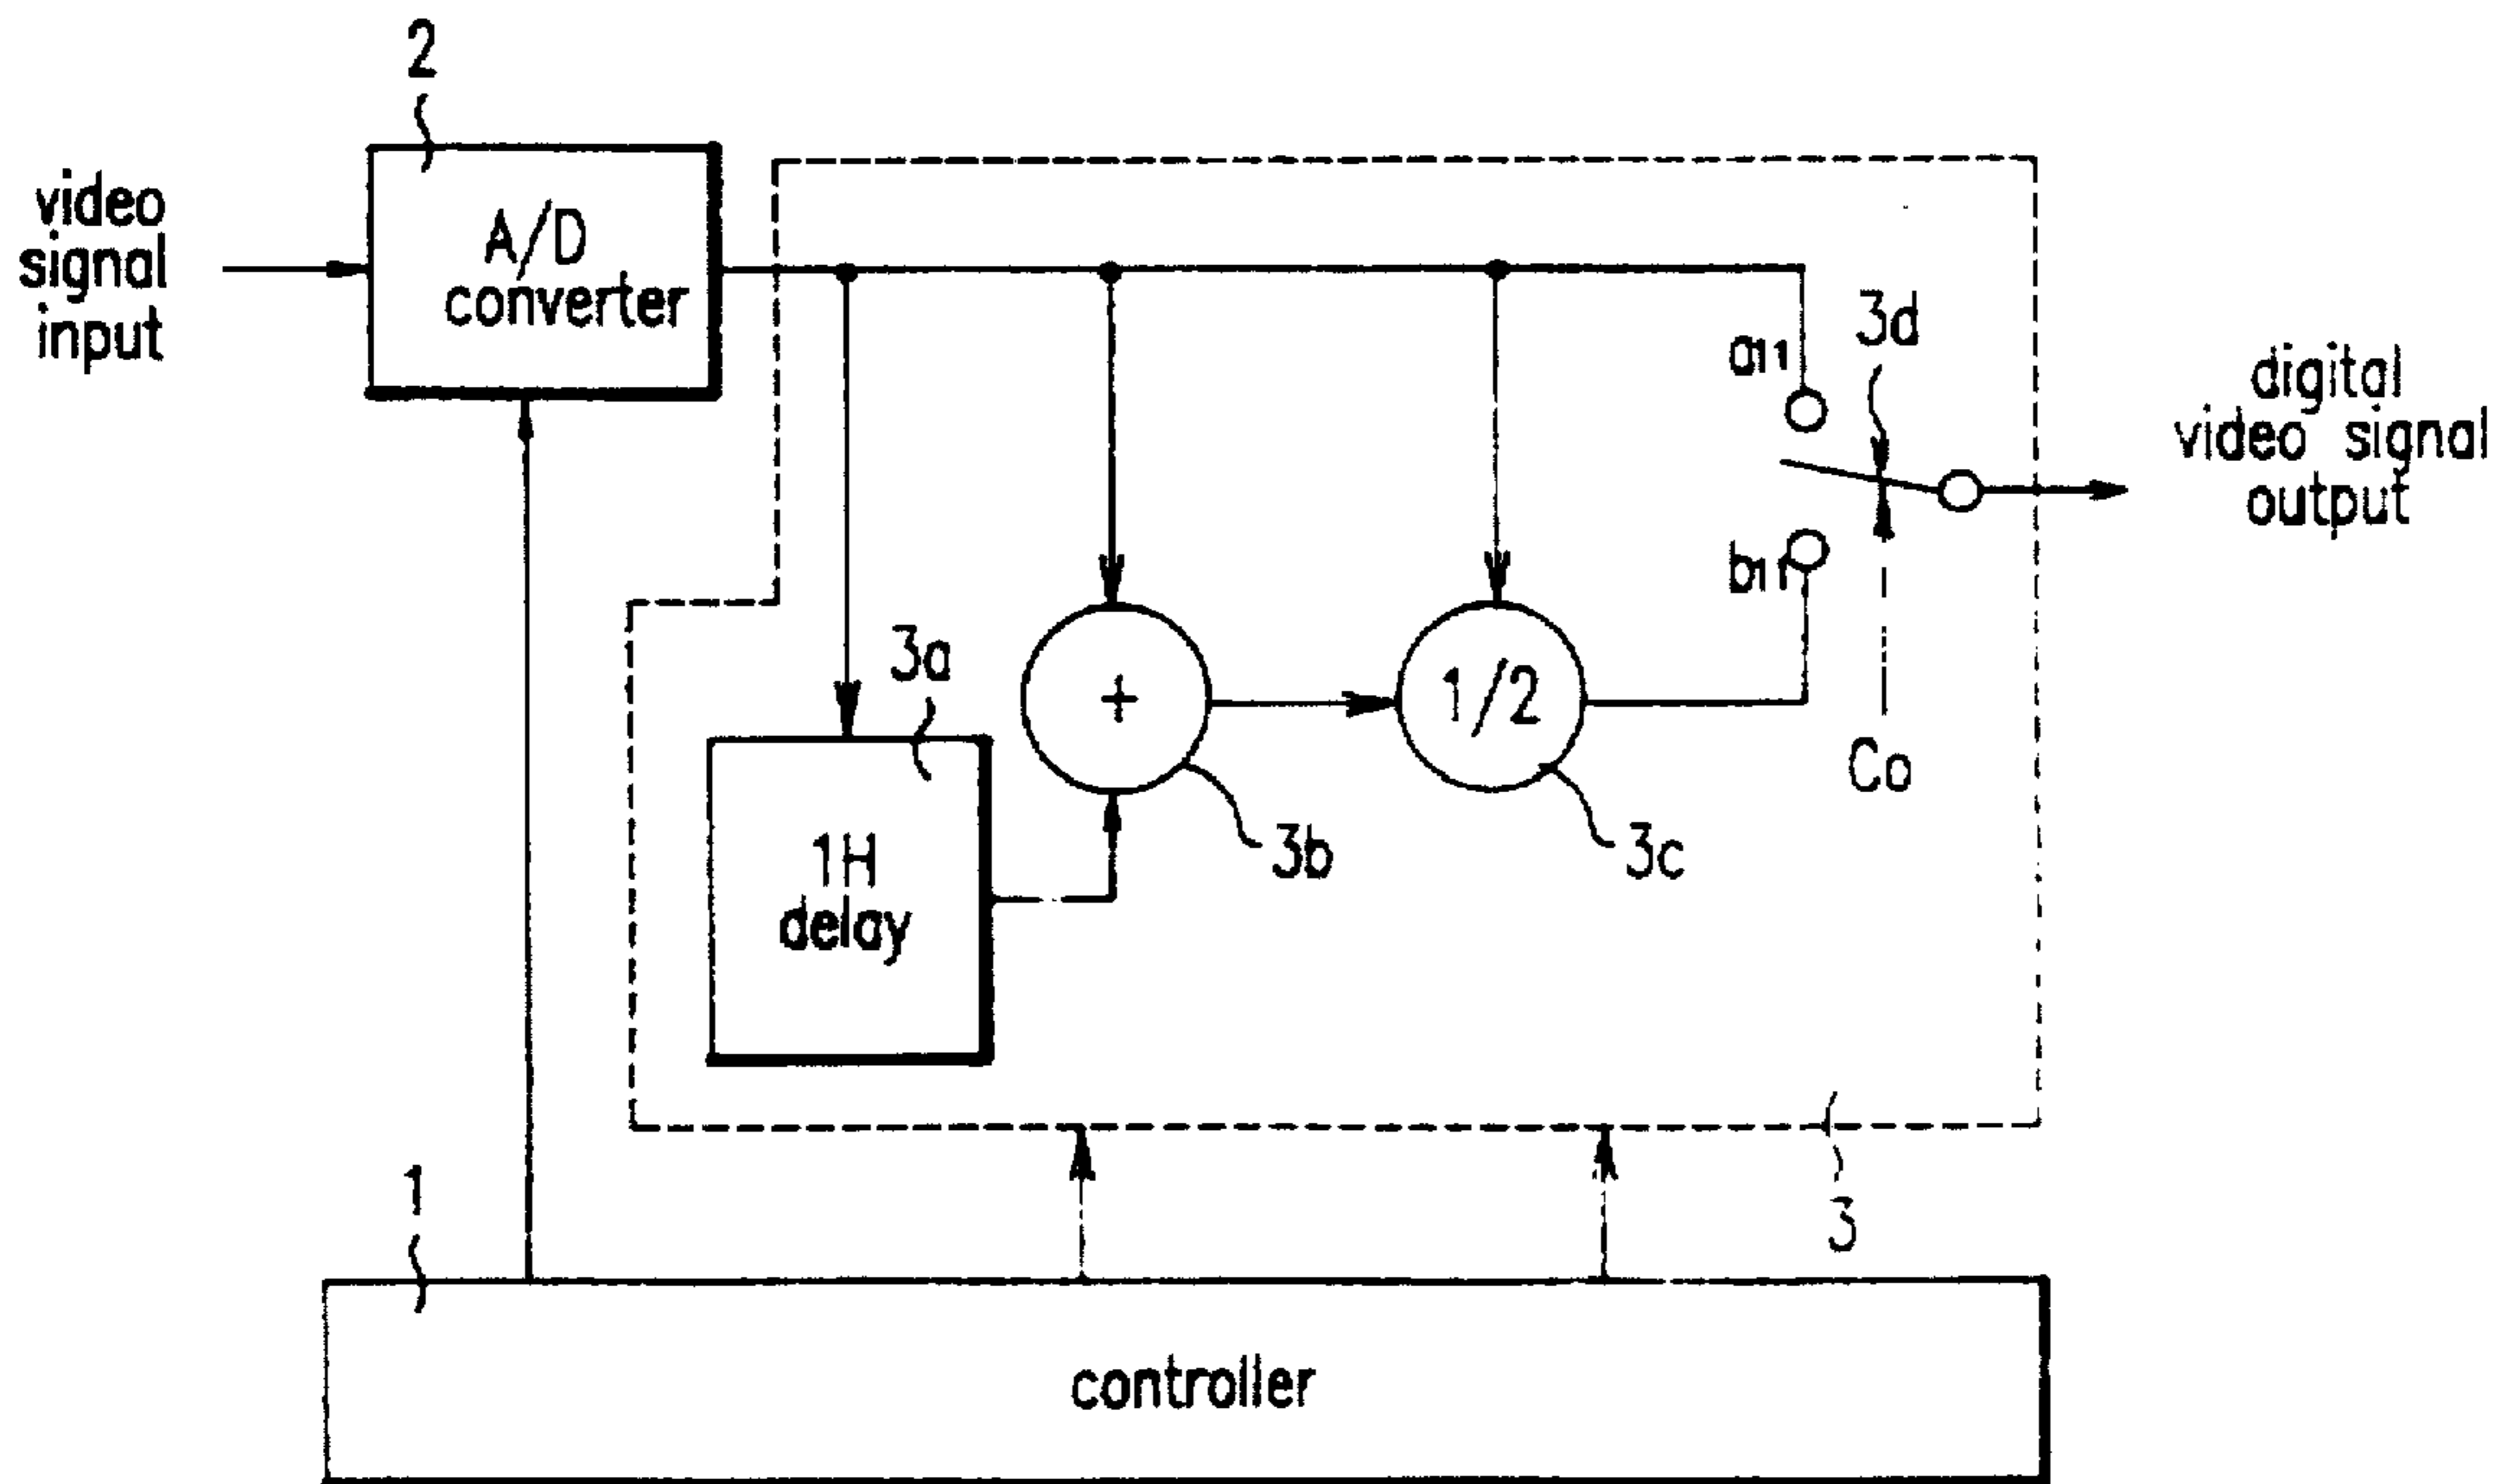 2
video
signal
input
A/D
converter
a11
3d
digital
video signal
output
b11
3a
+
1/2
Co
1H
delay
3b
3c
1
3
controller